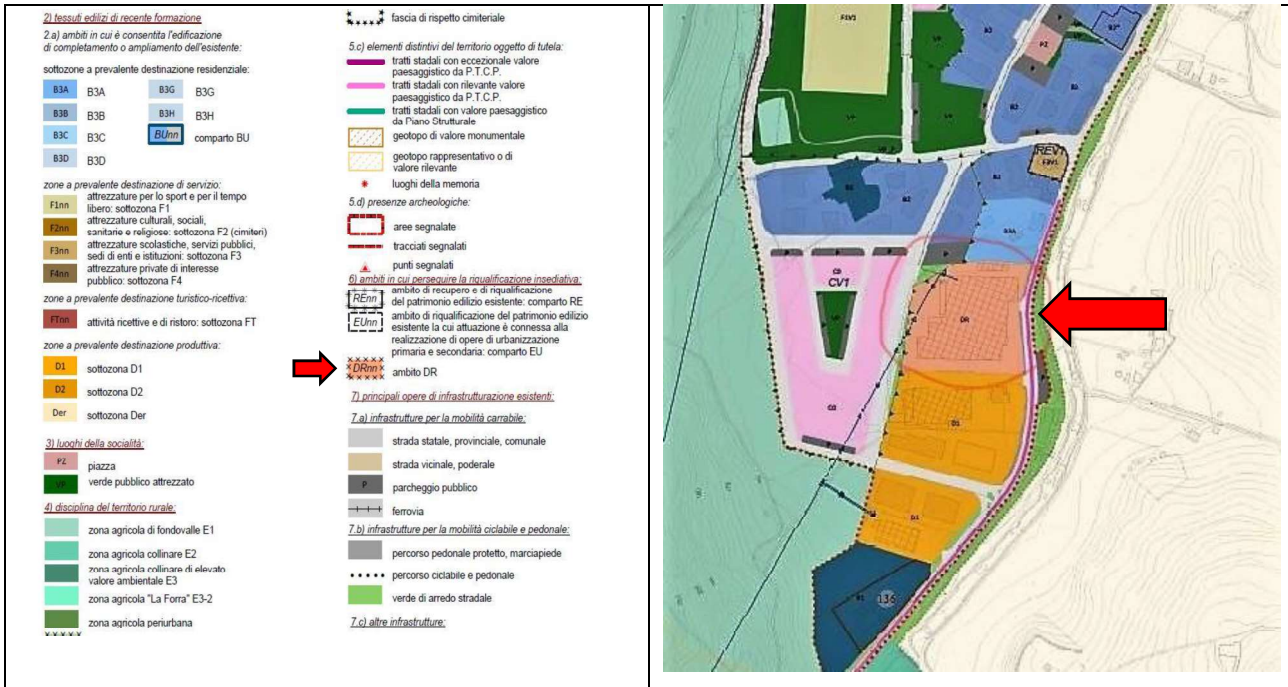 2) tessuti edilizi di recente formazione
2.a) ambiti in cui è consentita l'edificazione
di completamento o ampliamento dell'esistente:
sottozone a prevalente destinazione residenziale:
B3A B3A B3G B3G
B3B B3B B3H B3H
B3C B3C BUnn comparto BU
B3D B3D
zone a prevalente destinazione di servizio:
F1nn attrezzature per lo sport e per il tempo
libero: sottozona F1
F2nn attrezzature culturali, sociali,
sanitarie e religiose: sottozona F2 (cimiteri)
F3nn attrezzature scolastiche, servizi pubblici,
sedi di enti e istituzioni: sottozona F3
F4nn attrezzature private di interesse
pubblico: sottozona F4
zone a prevalente destinazione turistico-ricettiva:
FTnn attività ricettive e di ristoro: sottozona FT
zone a prevalente destinazione produttiva:
D1 sottozona D1
D2 sottozona D2
Der sottozona Der
3) luoghi della socialità:
PZ piazza
VP verde pubblico attrezzato
4) disciplina del territorio rurale:
zona agricola di fondovalle E1
zona agricola collinare E2
zona agricola collinare di elevato
valore ambientale E3
zona agricola "La Forra" E3-2
zona agricola periurbana
fascia di rispetto cimiteriale
5.c) elementi distintivi del territorio oggetto di tutela:
tratti stadali con eccezionale valore
paesaggistico da P.T.C.P.
tratti stadali con rilevante valore
paesaggistico da P.T.C.P.
tratti stadali con valore paesaggistico
da Piano Strutturale
geotopo di valore monumentale
geotopo rappresentativo o di
valore rilevante
luoghi della memoria
5.d) presenze archeologiche:
aree segnalate
tracciati segnalati
punti segnalati
6) ambiti in cui perseguire la riqualificazione insediativa:
REnn ambito di recupero e di riqualificazione
del patrimonio edilizio esistente: comparto RE
EUnn ambito di riqualificazione del patrimonio edilizio
esistente la cui attuazione è connessa alla
realizzazione di opere di urbanizzazione
primaria e secondaria: comparto EU
DRnn ambito DR
7) principali opere di infrastrutturazione esistenti:
7.a) infrastrutture per la mobilità carrabile:
strada statale, provinciale, comunale
strada vicinale, poderale
P parcheggio pubblico
ferrovia
7.b) infrastrutture per la mobilità ciclabile e pedonale:
percorso pedonale protetto, marciapiede
percorso ciclabile e pedonale
verde di arredo stradale
7.c) altre infrastrutture:
F1V1
PZ
P
REV1
B3A
CV1
DR
D1
P
136